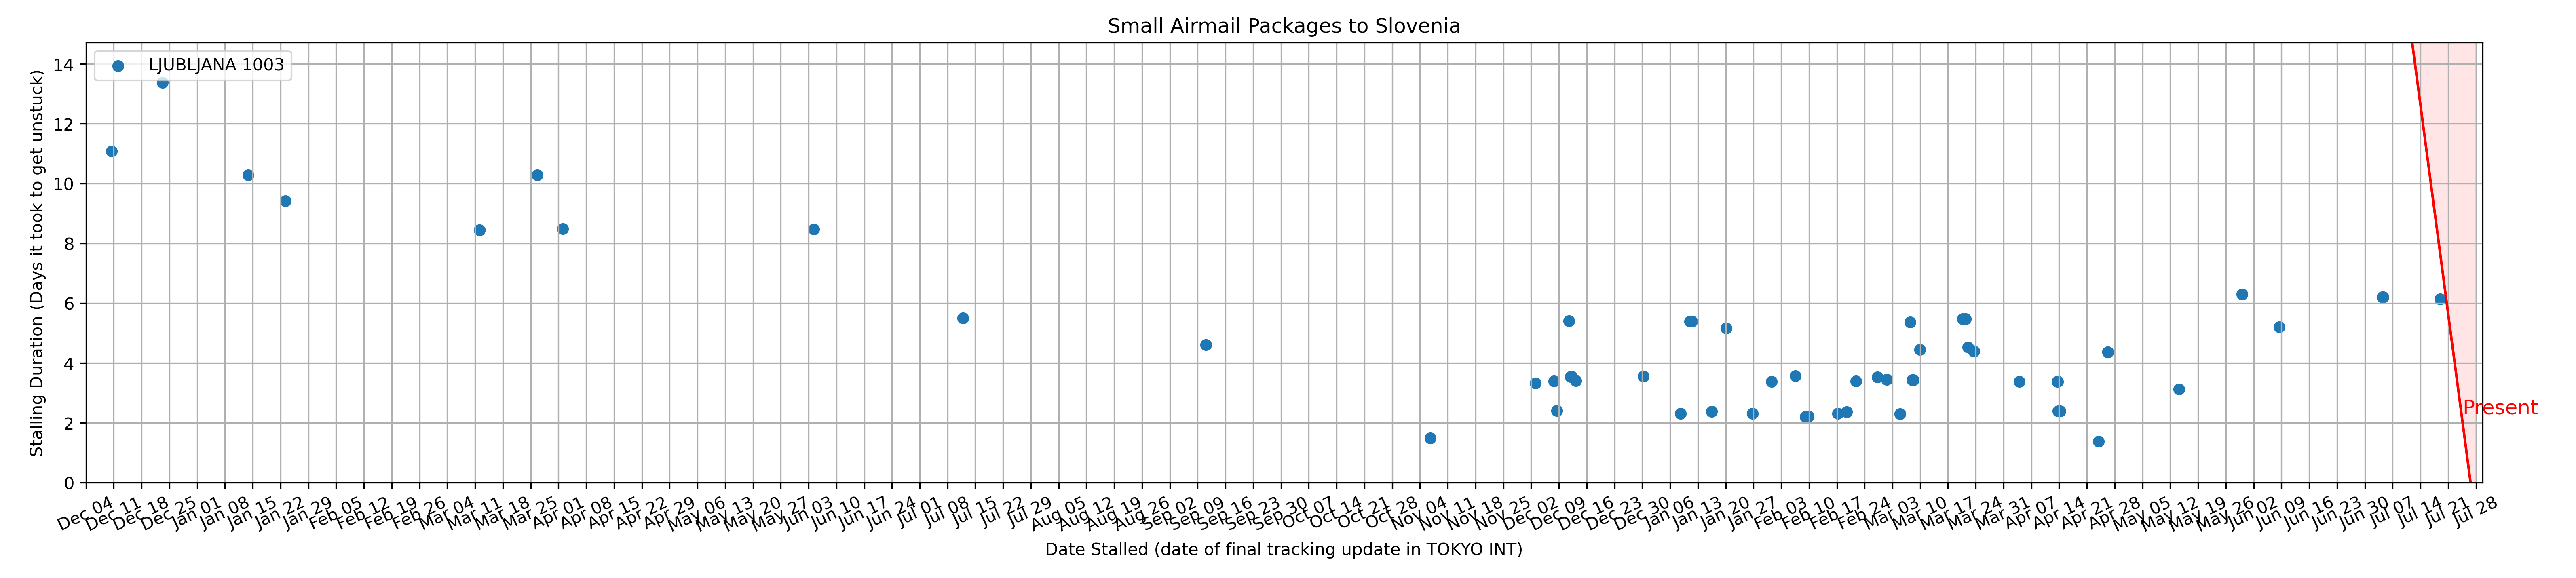 Small Airmail Packages to Slovenia
LJUBLJANA 1003
Stalling Duration (Days it took to get unstuck)
14
12
10
8
6
4
2
0
Present
Dec 04
Dec 11
Dec 18
Dec 25
Jan 01
Jan 08
Jan 15
Jan 22
Jan 29
Feb 05
Feb 12
Feb 19
Feb 26
Mar 04
Mar 11
Mar 18
Mar 25
Apr 01
Apr 08
Apr 15
Apr 22
Apr 29
May 06
May 13
May 20
May 27
Jun 03
Jun 10
Jun 17
Jun 24
Jul 01
Jul 08
Jul 15
Jul 22
Jul 29
Aug 05
Aug 12
Aug 19
Aug 26
Sep 02
Sep 09
Sep 16
Sep 23
Sep 30
Oct 07
Oct 14
Oct 21
Oct 28
Nov 04
Nov 11
Nov 18
Nov 25
Dec 02
Dec 09
Dec 16
Dec 23
Dec 30
Jan 06
Jan 13
Jan 20
Jan 27
Feb 03
Feb 10
Feb 17
Feb 24
Mar 03
Mar 10
Mar 17
Mar 24
Mar 31
Apr 07
Apr 14
Apr 21
Apr 28
May 05
May 12
May 19
May 26
Jun 02
Jun 09
Jun 16
Jun 23
Jun 30
Jul 07
Jul 14
Jul 21
Jul 28
Date Stalled (date of final tracking update in TOKYO INT)